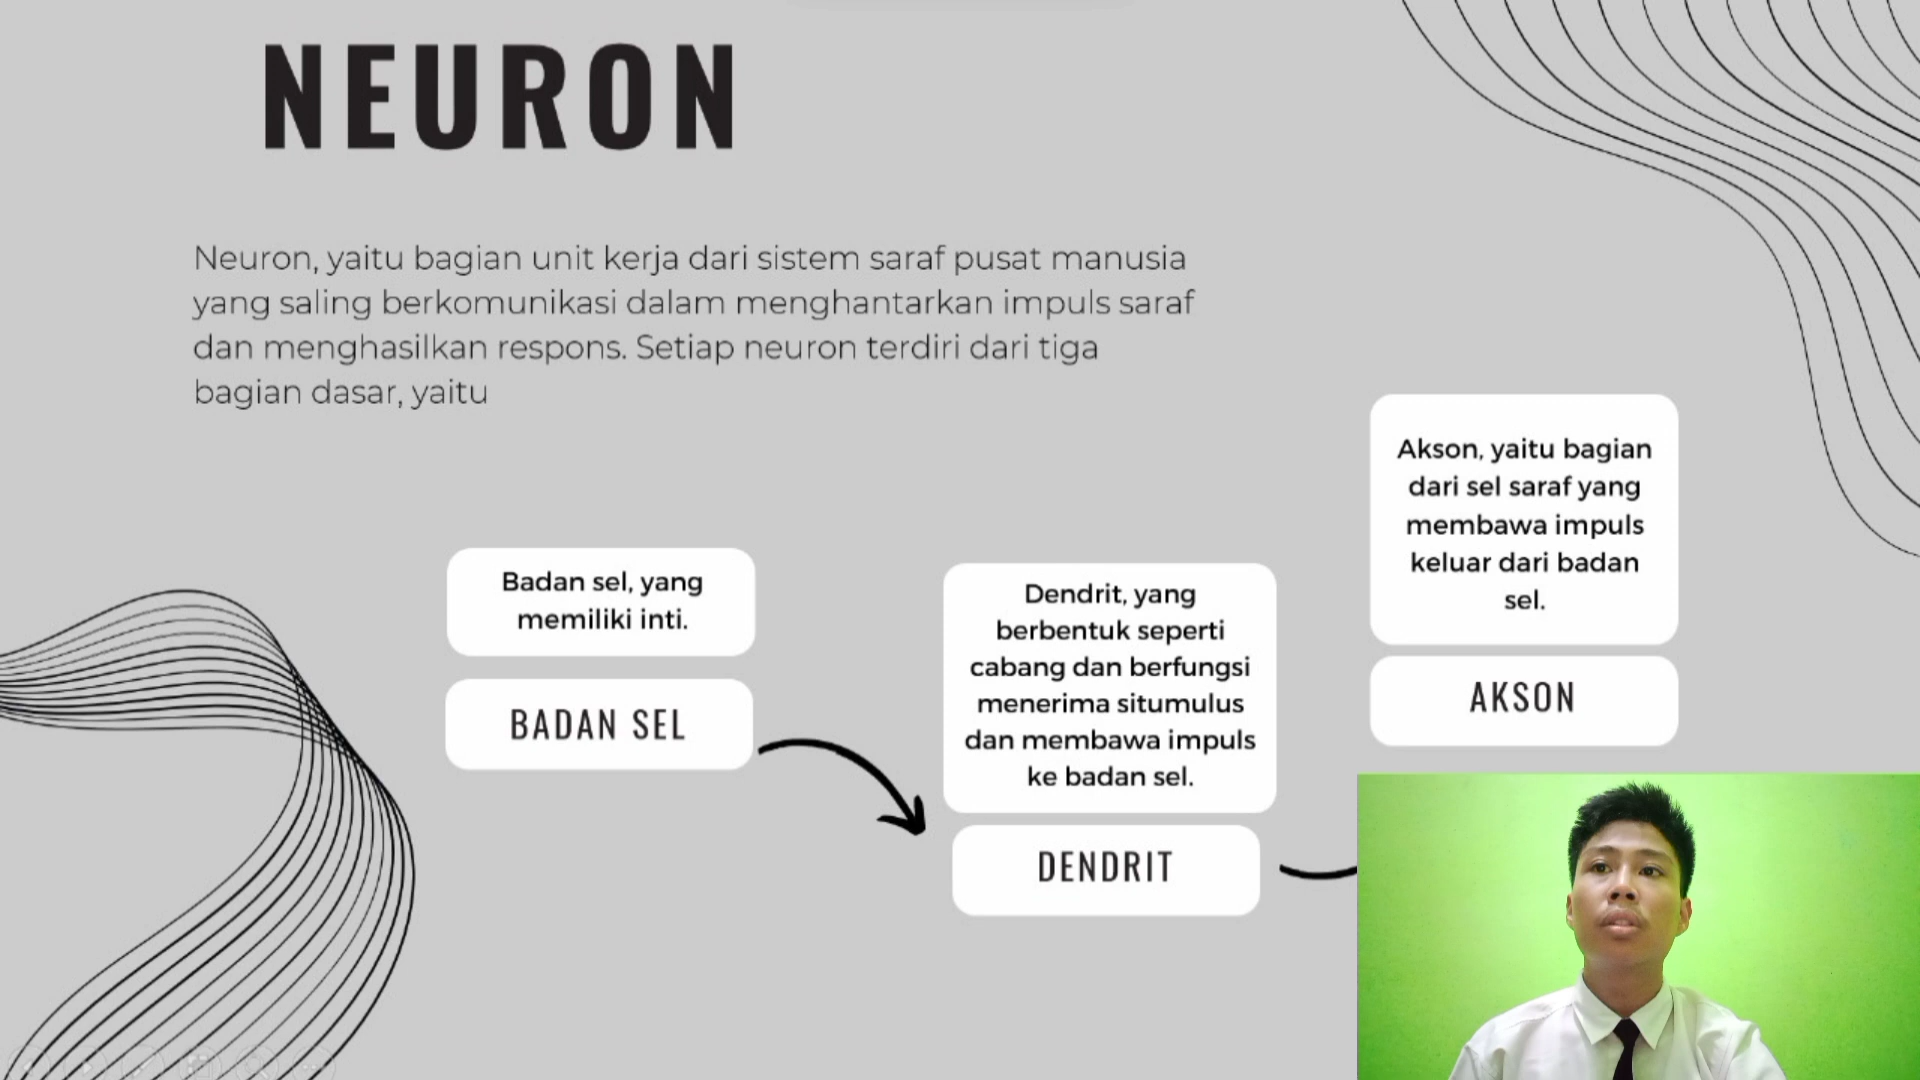 NEURON
Neuron, yaitu bagian unit kerja dari sistem saraf pusat manusia
yang saling berkomunikasi dalam menghantarkan impuls saraf
dan menghasilkan respons. Setiap neuron terdiri dari tiga
bagian dasar, yaitu
Badan sel, yang
memiliki inti.
BADAN SEL
Dendrit, yang
berbentuk seperti
cabang dan berfungsi
menerima situmulus
dan membawa impuls
ke badan sel.
DENDRIT
Akson, yaitu bagian
dari sel saraf yang
membawa impuls
keluar dari badan
sel.
AKSON